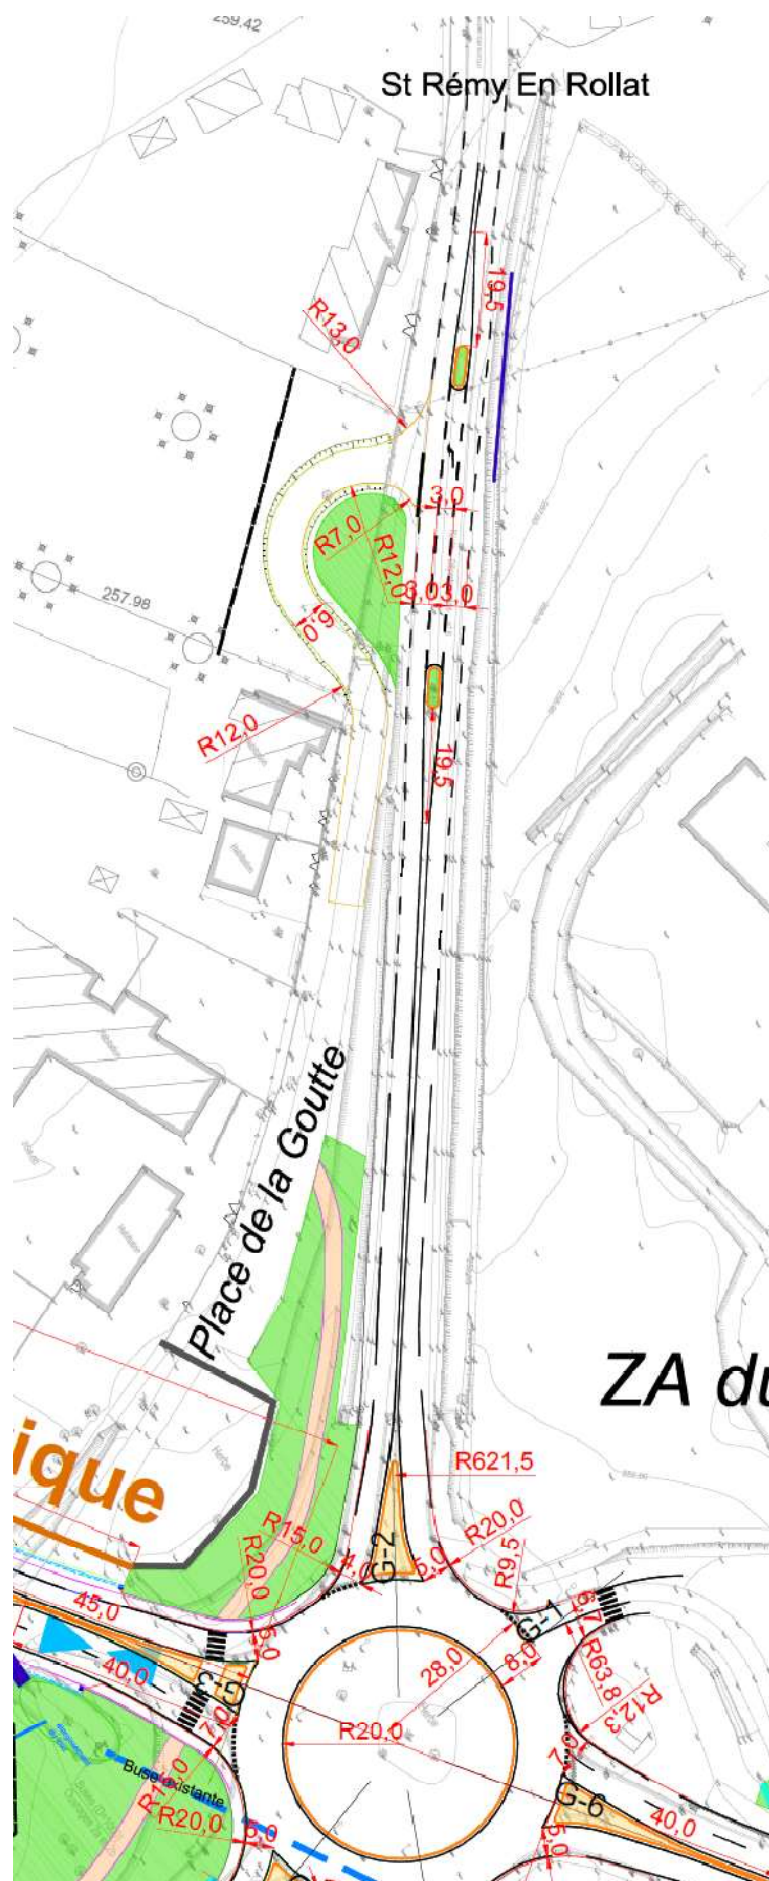 259.42
St Rémy En Rollat
19,5
R13,0
3,0
R7,0
R12,0
3,0
3,0
257.98
6,0
R12,0
19,5
Place de la Goutte
ZA du
ique
Herbe
R621,5
R15,0
R20,0
R20,0
G-2
4,0
5,0
R9,5
G-1
6,7
45,0
6,0
28,0
8,0
R63,8
R12,3
40,0
G-3
7,0
R20,0
7,0
Buse existante
R20,0
5,0
G-6
40,0
5,0